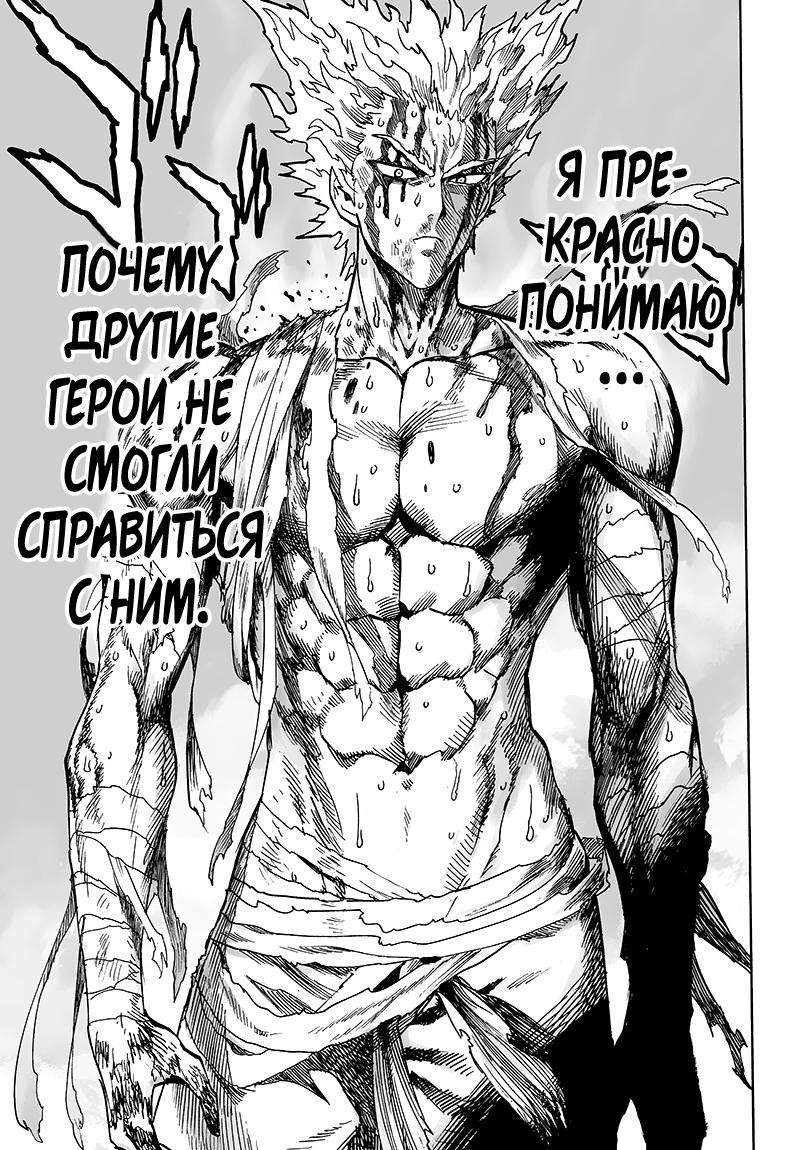 Я ПРЕ-
КРАСНО
ПОНИМАЮ
...
ПОЧЕМУ
ДРУГИЕ
ГЕРОИ НЕ
СМОГЛИ
СПРАВИТЬСЯ
С НИМ.